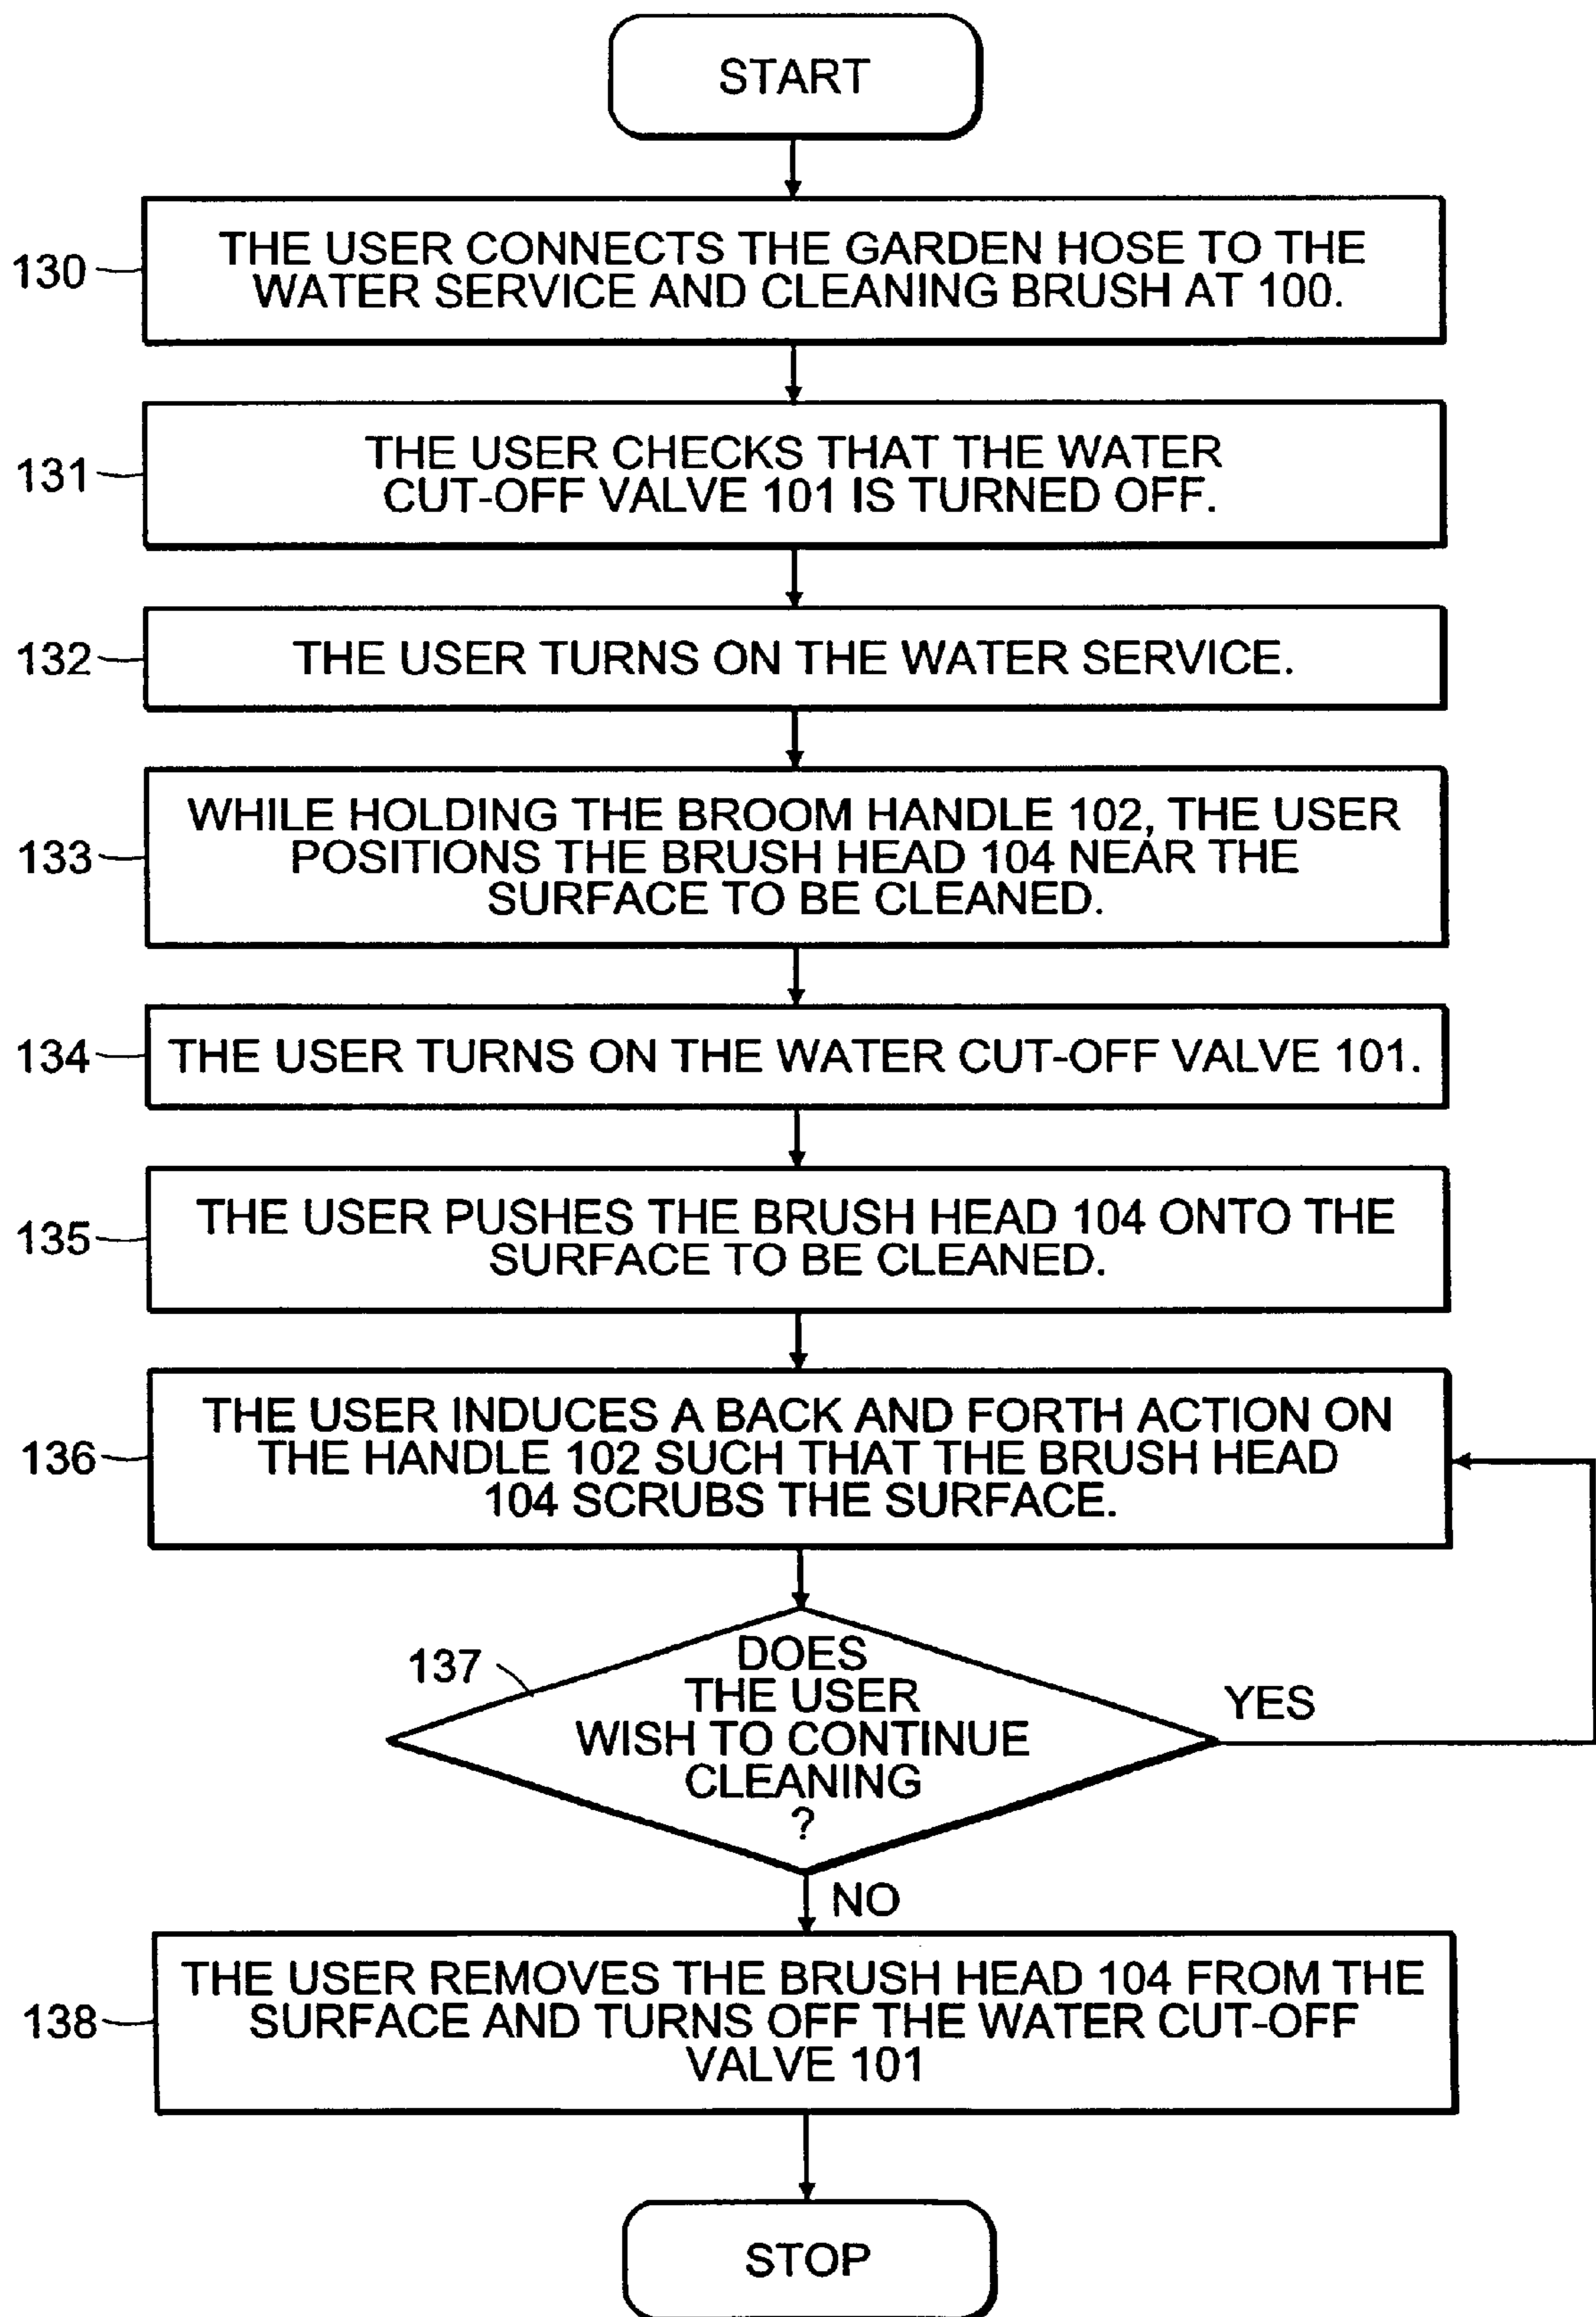 START
130
THE USER CONNECTS THE GARDEN HOSE TO THE
WATER SERVICE AND CLEANING BRUSH AT 100.
131
THE USER CHECKS THAT THE WATER
CUT-OFF VALVE 101 IS TURNED OFF.
132
THE USER TURNS ON THE WATER SERVICE.
133
WHILE HOLDING THE BROOM HANDLE 102, THE USER
POSITIONS THE BRUSH HEAD 104 NEAR THE
SURFACE TO BE CLEANED.
134
THE USER TURNS ON THE WATER CUT-OFF VALVE 101.
135
THE USER PUSHES THE BRUSH HEAD 104 ONTO THE
SURFACE TO BE CLEANED.
136
THE USER INDUCES A BACK AND FORTH ACTION ON
THE HANDLE 102 SUCH THAT THE BRUSH HEAD
104 SCRUBS THE SURFACE.
137
DOES
THE USER
WISH TO CONTINUE
CLEANING
?
YES
NO
138
THE USER REMOVES THE BRUSH HEAD 104 FROM THE
SURFACE AND TURNS OFF THE WATER CUT-OFF
VALVE 101
STOP